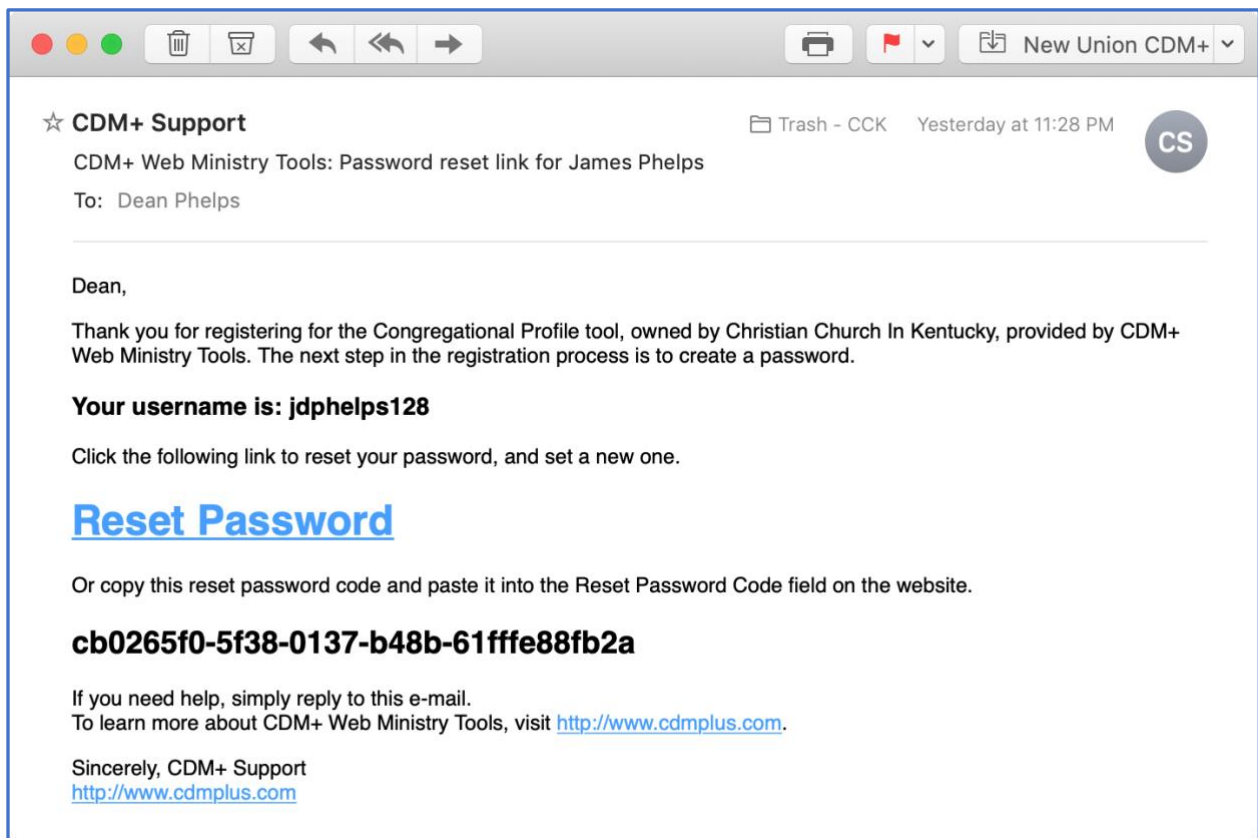 New Union CDM+
CDM+ Support
Trash - CCK Yesterday at 11:28 PM
CS
CDM+ Web Ministry Tools: Password reset link for James Phelps
To: Dean Phelps
Dean,
Thank you for registering for the Congregational Profile tool, owned by Christian Church In Kentucky, provided by CDM+
Web Ministry Tools. The next step in the registration process is to create a password.
Your username is: jdphelps128
Click the following link to reset your password, and set a new one.
Reset Password
Or copy this reset password code and paste it into the Reset Password Code field on the website.
cb0265f0-5f38-0137-b48b-61fffe88fb2a
If you need help, simply reply to this e-mail.
To learn more about CDM+ Web Ministry Tools, visit http://www.cdmplus.com.
Sincerely, CDM+ Support
http://www.cdmplus.com